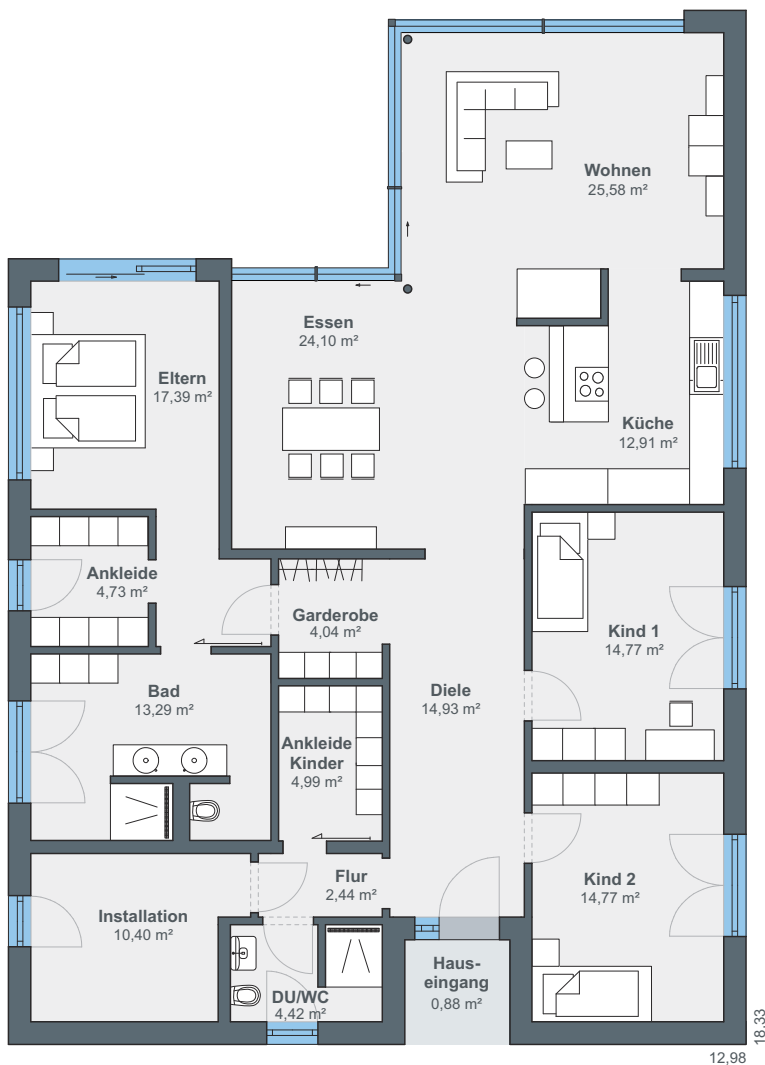 Wohnen
25,58 m²
Essen
24,10 m²
Eltern
17,39 m²
Küche
12,91 m²
Ankleide
4,73 m²
Garderobe
4,04 m²
Kind 1
14,77 m²
Bad
13,29 m²
Diele
14,93 m²
Ankleide
Kinder
4,99 m²
Flur
2,44 m²
Kind 2
14,77 m²
Installation
10,40 m²
Haus-
eingang
0,88 m²
DU/WC
4,42 m²
18.33
12,98